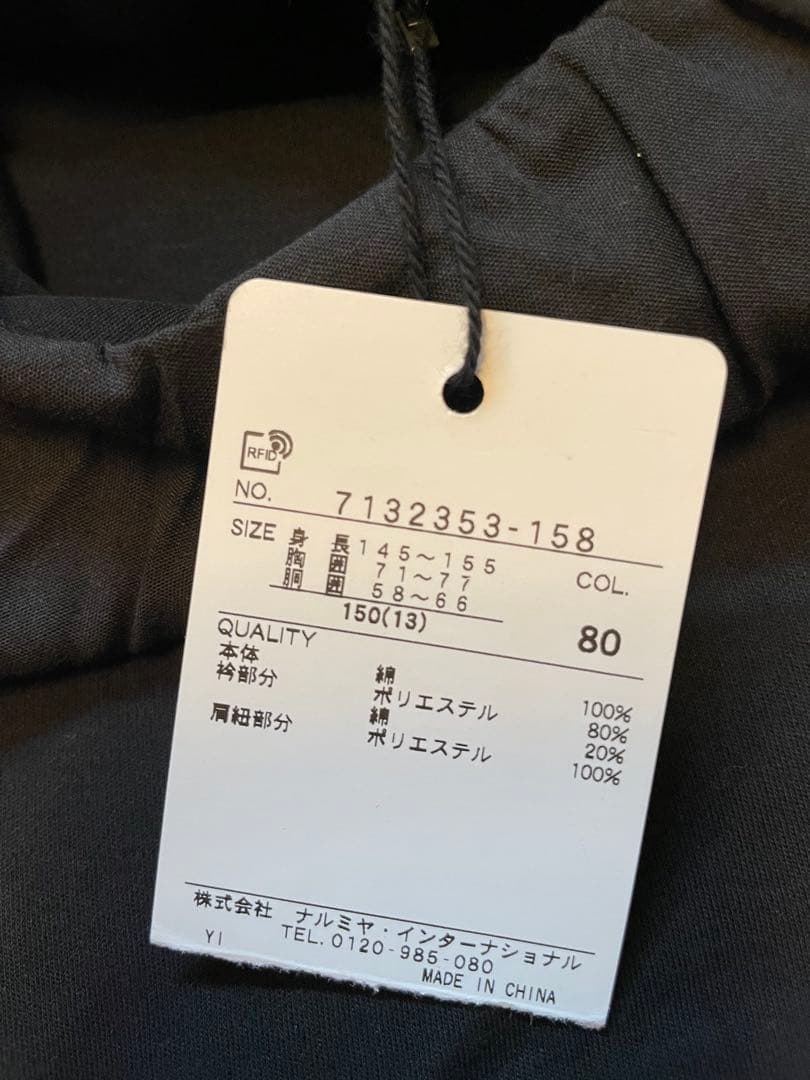 RFID
NO. 7132353-158
SIZE 身長 145~155 COL.
胸囲 71~77
胴囲 58~66
150(13) 80
QUALITY
本体 綿 100%
衿部分 ポリエステル 80%
綿 20%
肩紐部分 ポリエステル 100%
株式会社 ナルミヤ・インターナショナル
YI TEL.0120-985-080
MADE IN CHINA